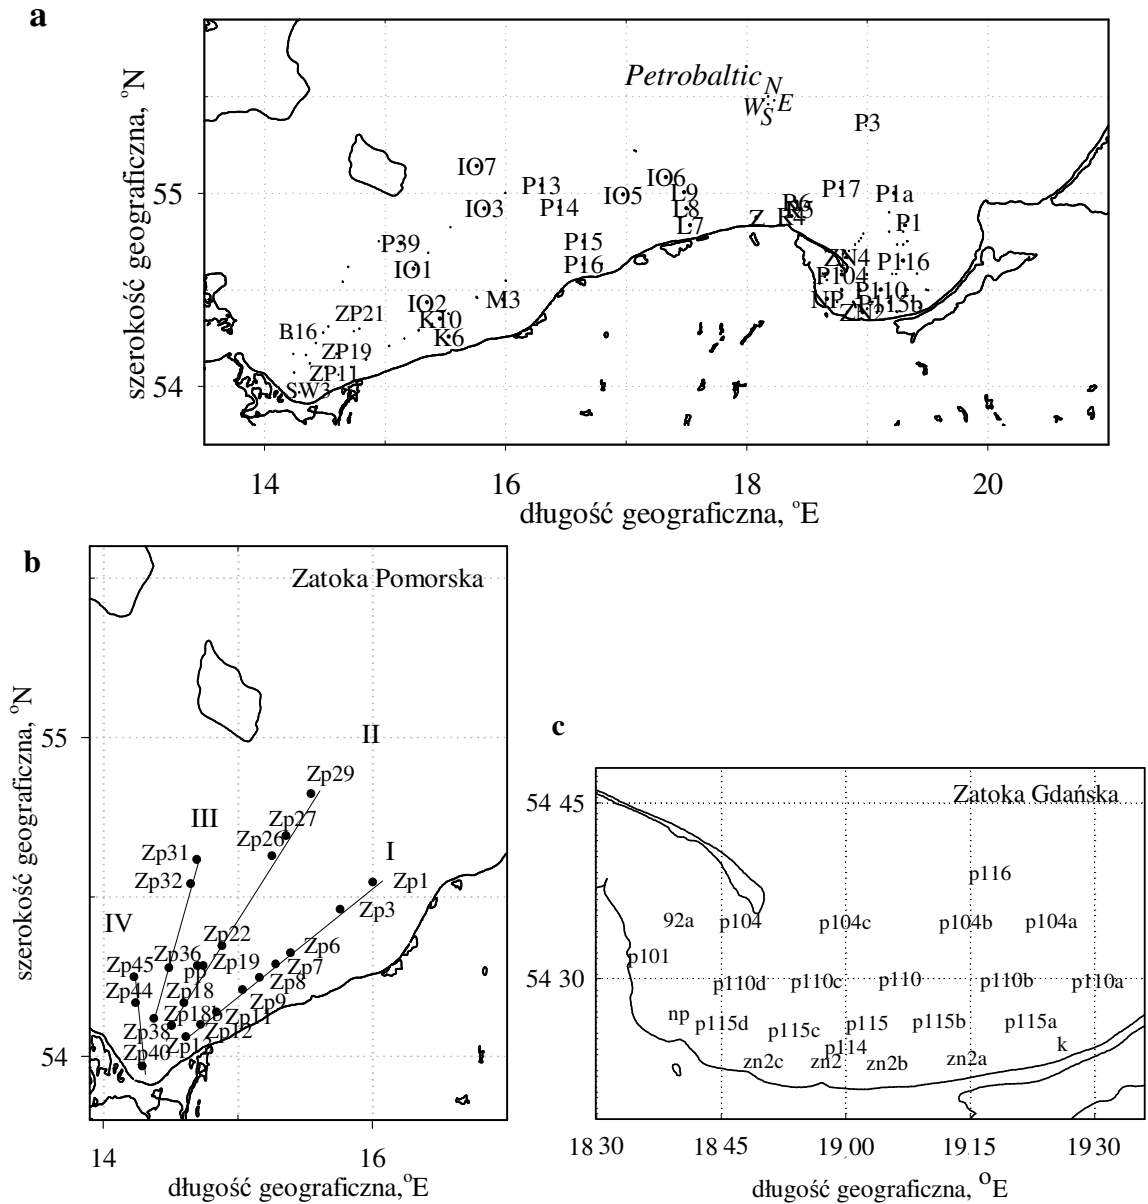 a
Petrobaltic
N
W E
S
P3
IO7
P13
IO6
L9
P17
P1a
IO3
P14
IO5
L8
R6
R5
R4
L7
Z
P1
P39
P15
ZN4
IO1
P16
P104
P116
IO2
M3
NP
P110
P115b
ZP21
K10
ZN2
B16
K6
ZP19
ZP11
SW3
55
54
szerokość geograficzna, °N
14 16 18 20
długość geograficzna, °E
b
Zatoka Pomorska
55
54
szerokość geograficzna, °N
II
Zp29
III
Zp27
Zp26
I
Zp31
Zp32
Zp1
Zp3
IV
Zp22
Zp6
Zp45
Zp36
pp
Zp19
Zp7
Zp44
Zp18
Zp8
Zp9
Zp38
Zp18b
Zp11
Zp12
Zp40
14 16
długość geograficzna,°E
c
Zatoka Gdańska
54 45
p116
92a p104 p104c p104b p104a
p101
54 30
p110d p110c p110 p110b p110a
np
p115d p115c p115 p115b p115a
p114
k
zn2c zn2 zn2b zn2a
18 30 18 45 19 00 19 15 19 30
długość geograficzna, °E